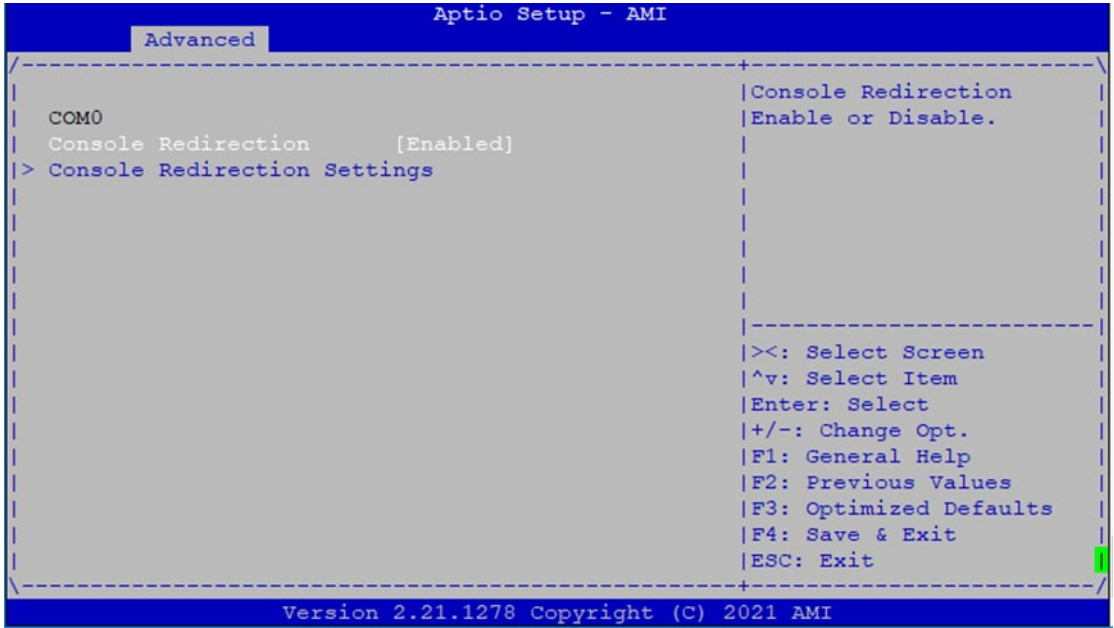 Aptio Setup - AMI
Advanced
COM0
Console Redirection [Enabled]
> Console Redirection Settings
Console Redirection
Enable or Disable.
><: Select Screen
^v: Select Item
Enter: Select
+/-: Change Opt.
F1: General Help
F2: Previous Values
F3: Optimized Defaults
F4: Save & Exit
ESC: Exit
Version 2.21.1278 Copyright (C) 2021 AMI